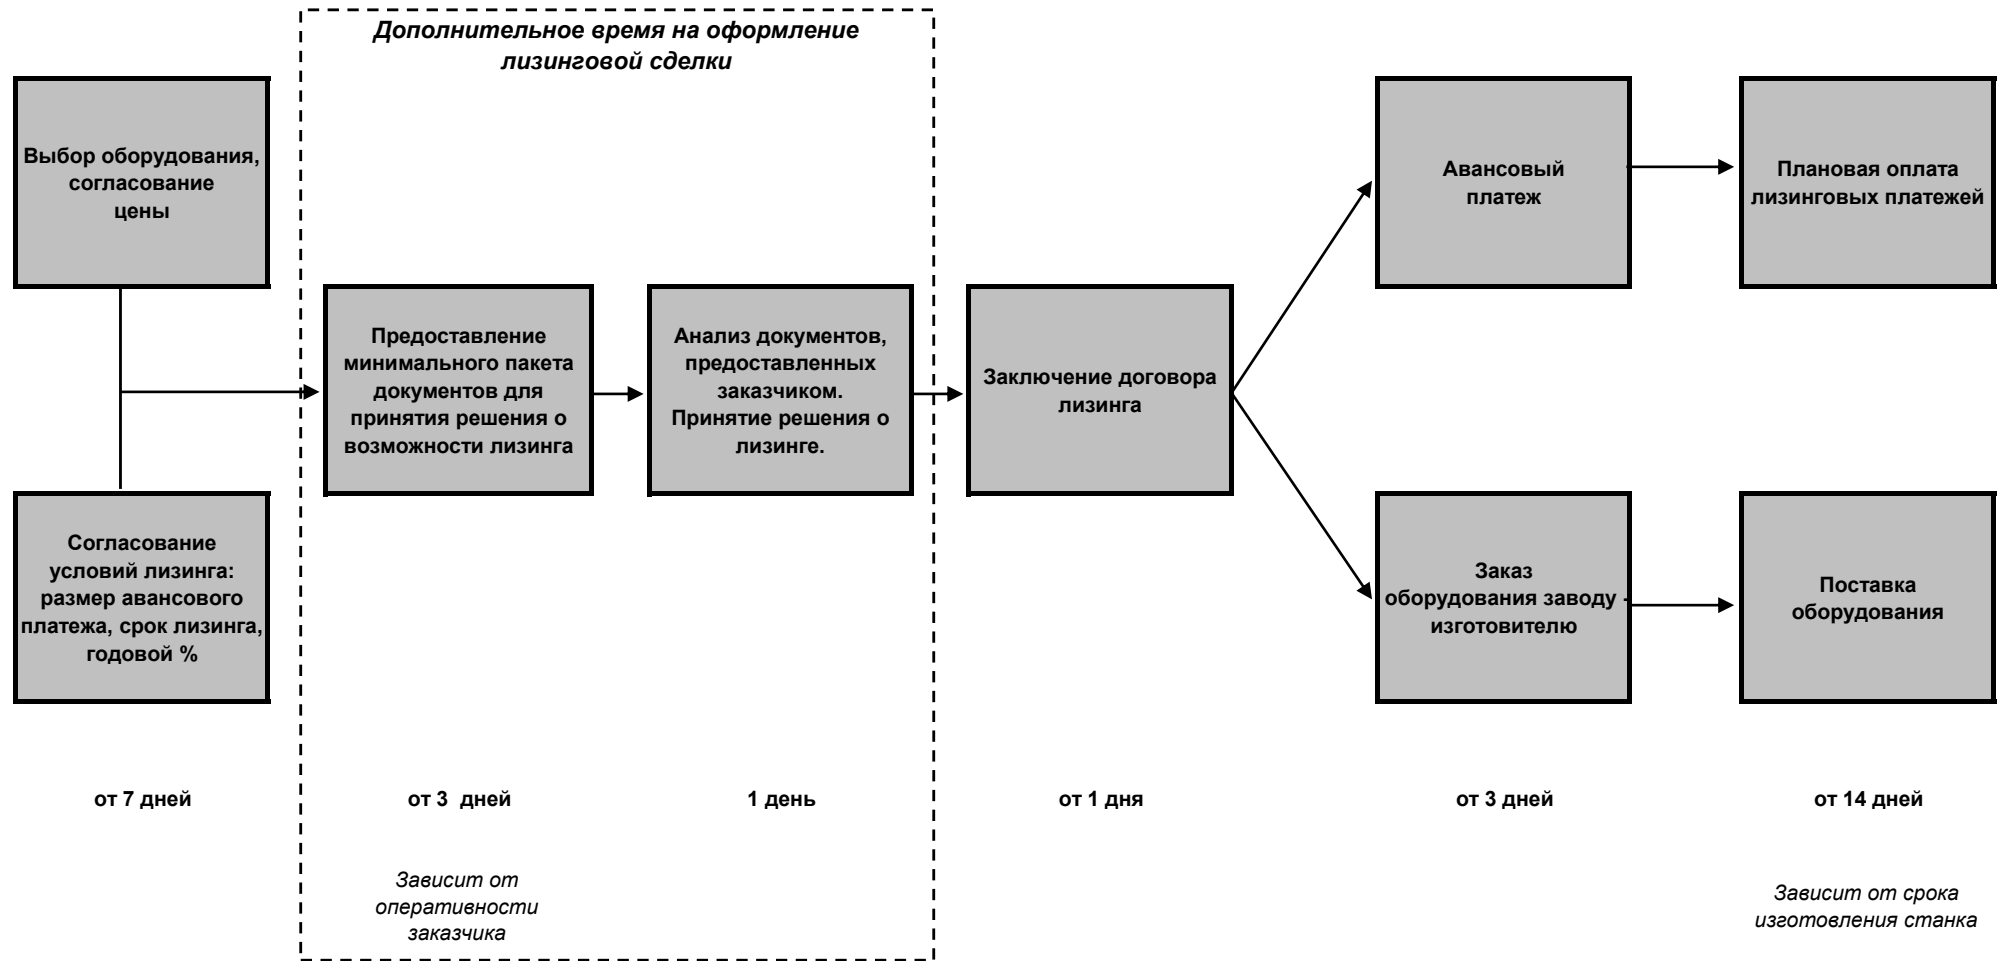 Дополнительное время на оформление
лизинговой сделки
Выбор оборудования,
согласование
цены
Согласование
условий лизинга:
размер авансового
платежа, срок лизинга,
годовой %
Предоставление
минимального пакета
документов для
принятия решения о
возможности лизинга
Анализ документов,
предоставленных
заказчиком.
Принятие решения о
лизинге.
Заключение договора
лизинга
Авансовый
платеж
Плановая оплата
лизинговых платежей
Заказ
оборудования заводу -
изготовителю
Поставка
оборудования
от 7 дней
от 3  дней
1 день
от 1 дня
от 3 дней
от 14 дней
Зависит от
оперативности
заказчика
Зависит от срока
изготовления станка